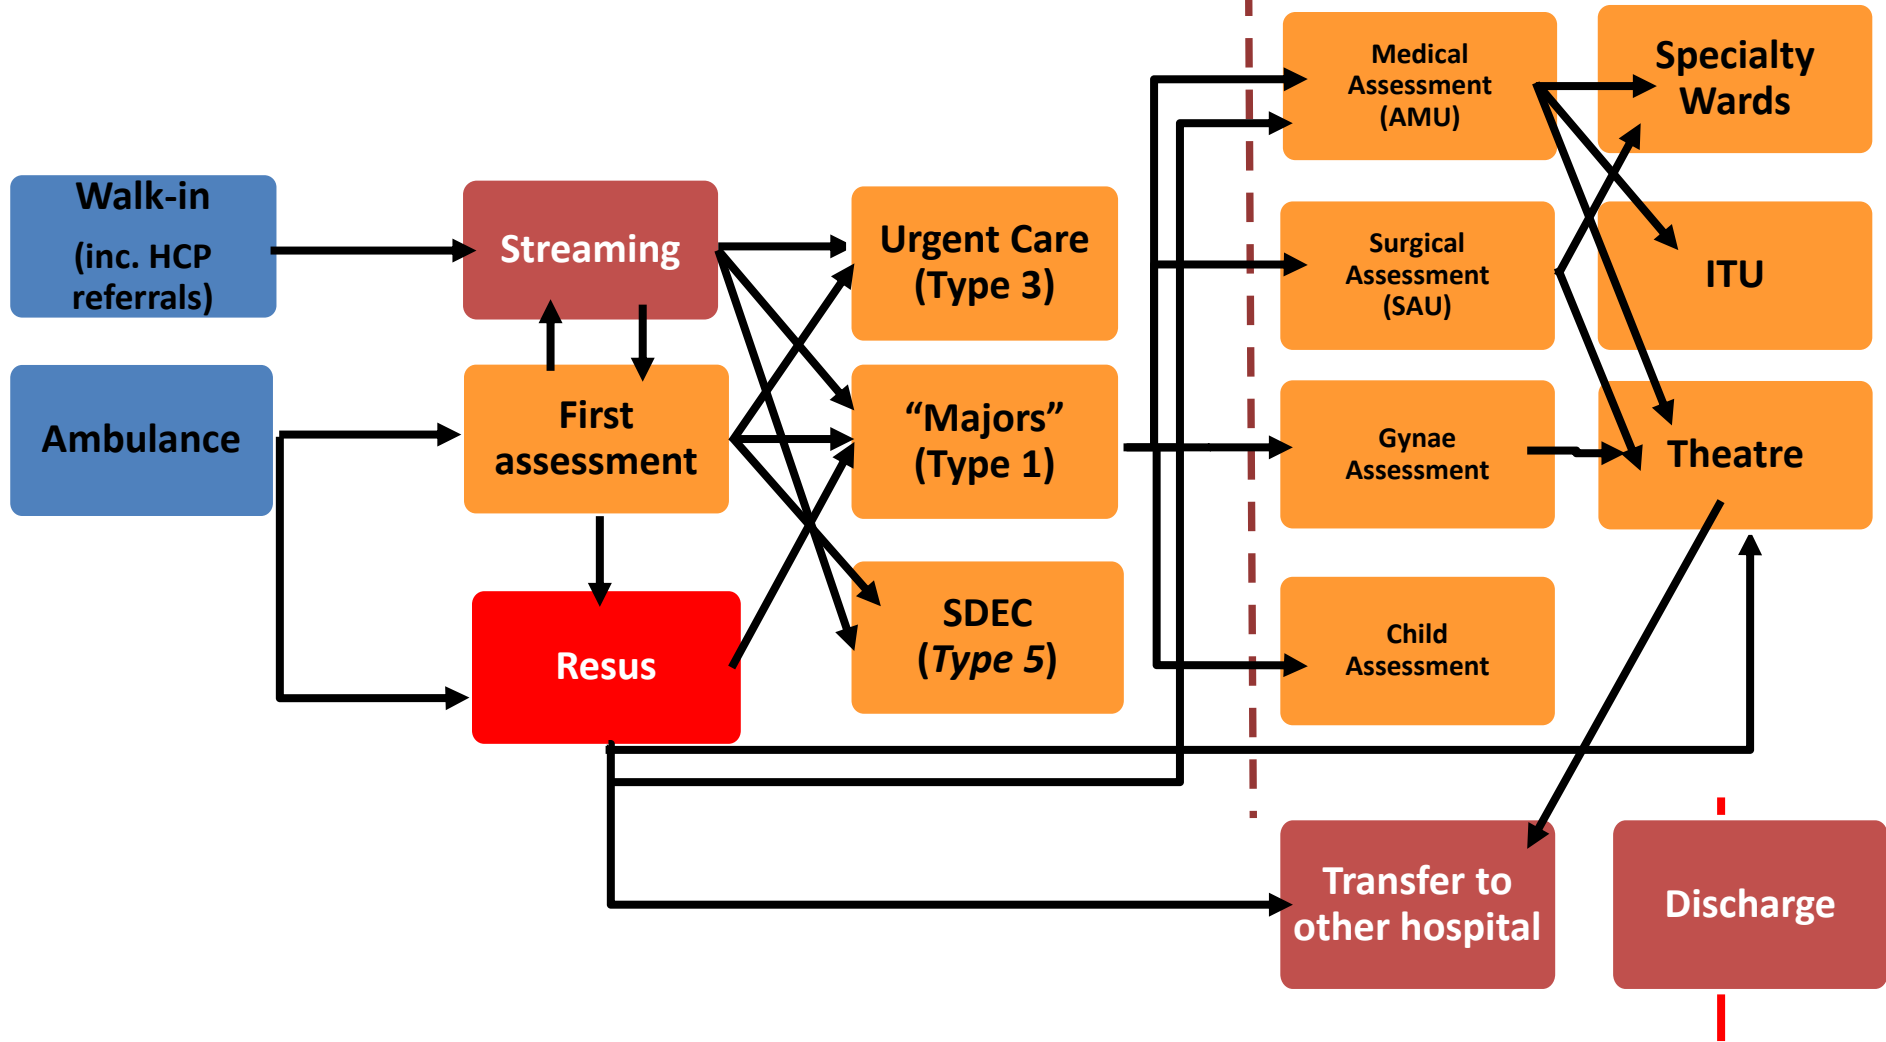 Walk-in
(inc. HCP
referrals)
Ambulance
Streaming
First
assessment
Resus
Urgent Care
(Type 3)
“Majors”
(Type 1)
SDEC
(Type 5)
Medical
Assessment
(AMU)
Surgical
Assessment
(SAU)
Gynae
Assessment
Child
Assessment
Specialty
Wards
ITU
Theatre
Transfer to
other hospital
Discharge